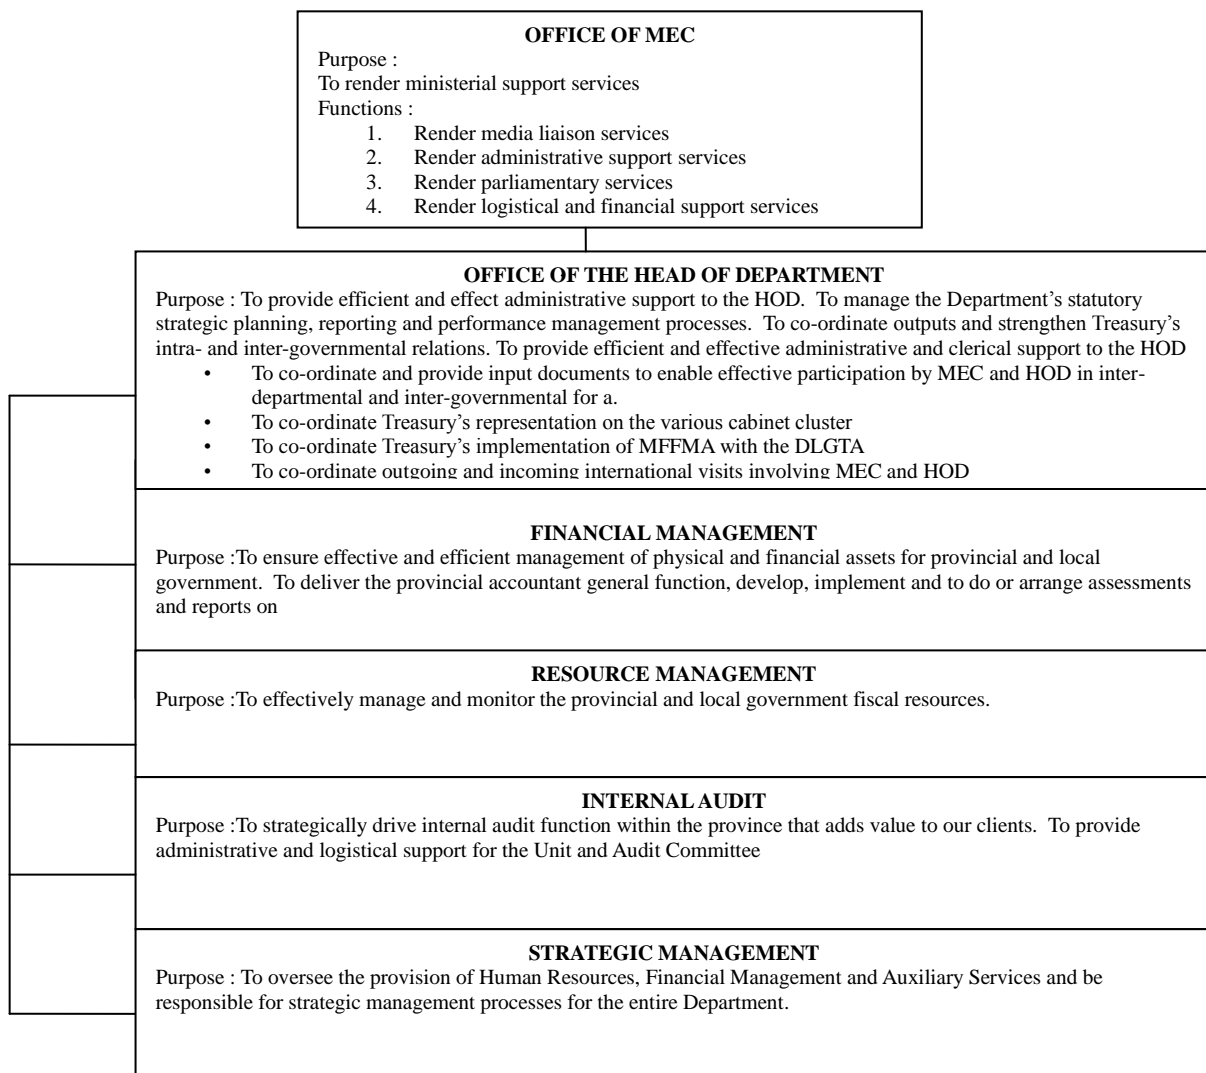 OFFICE OF MEC
Purpose :
To render ministerial support services
Functions :
1. Render media liaison services
2. Render administrative support services
3. Render parliamentary services
4. Render logistical and financial support services
OFFICE OF THE HEAD OF DEPARTMENT
Purpose : To provide efficient and effect administrative support to the HOD. To manage the Department's statutory
strategic planning, reporting and performance management processes. To co-ordinate outputs and strengthen Treasury's
intra- and inter-governmental relations. To provide efficient and effective administrative and clerical support to the HOD
• To co-ordinate and provide input documents to enable effective participation by MEC and HOD in inter-
departmental and inter-governmental for a.
• To co-ordinate Treasury's representation on the various cabinet cluster
• To co-ordinate Treasury's implementation of MFFMA with the DLGTA
• To co-ordinate outgoing and incoming international visits involving MEC and HOD
FINANCIAL MANAGEMENT
Purpose :To ensure effective and efficient management of physical and financial assets for provincial and local
government. To deliver the provincial accountant general function, develop, implement and to do or arrange assessments
and reports on
RESOURCE MANAGEMENT
Purpose :To effectively manage and monitor the provincial and local government fiscal resources.
INTERNAL AUDIT
Purpose :To strategically drive internal audit function within the province that adds value to our clients. To provide
administrative and logistical support for the Unit and Audit Committee
STRATEGIC MANAGEMENT
Purpose : To oversee the provision of Human Resources, Financial Management and Auxiliary Services and be
responsible for strategic management processes for the entire Department.